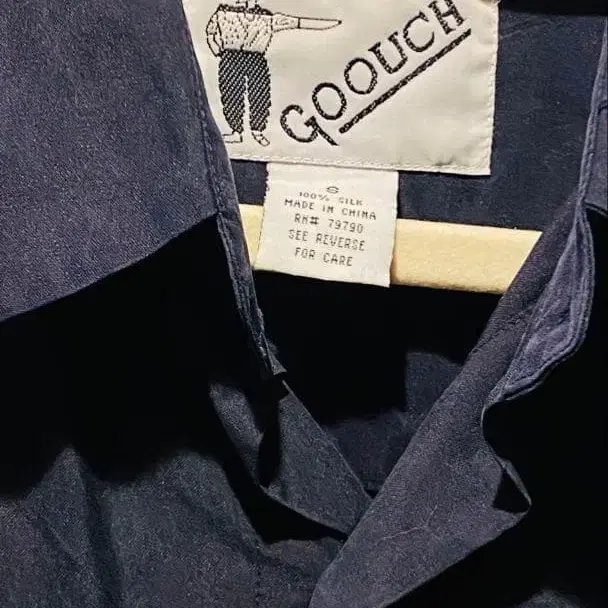 GOOUCH
S
100% SILK
MADE IN CHINA
RN# 79790
SEE REVERSE
FOR CARE